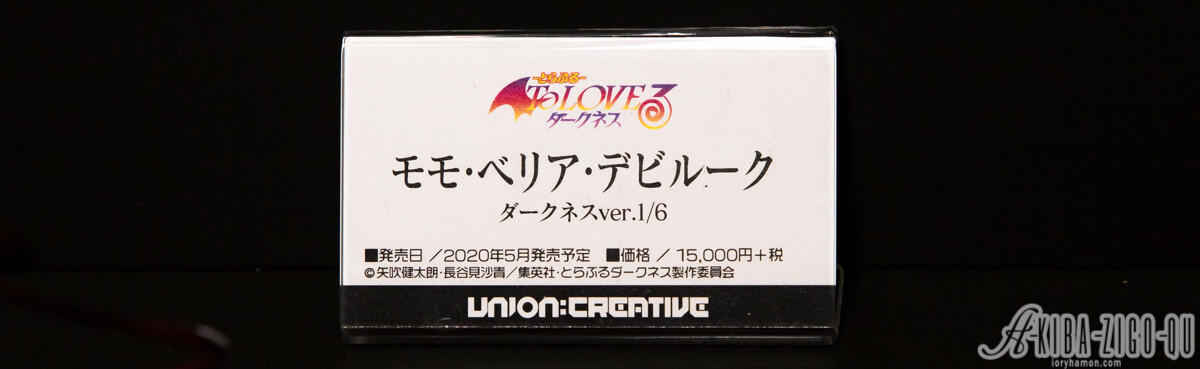 -とらぶる-
To LOVEる
ダークネス
モモ・ベリア・デビルーク
ダークネスver.1/6
■発売日／2020年5月発売予定 ■価格／15,000円+税
©矢吹健太朗・長谷見沙貴／集英社・とらぶるダークネス製作委員会
UNION:CREATIVE
A-KIBA-ZIGO-QU
ioryhamon.com